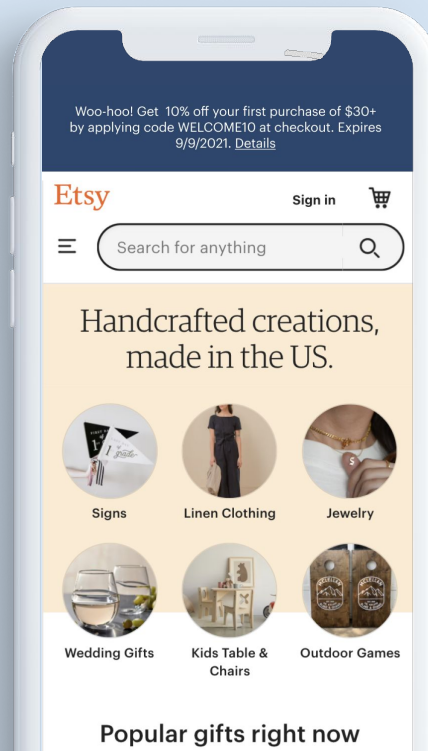 Woo-hoo! Get 10% off your first purchase of $30+
by applying code WELCOME10 at checkout. Expires
9/9/2021. Details
Etsy
Sign in
Search for anything
Handcrafted creations,
made in the US.
Signs
Linen Clothing
Jewelry
Wedding Gifts
Kids Table &
Chairs
Outdoor Games
Popular gifts right now